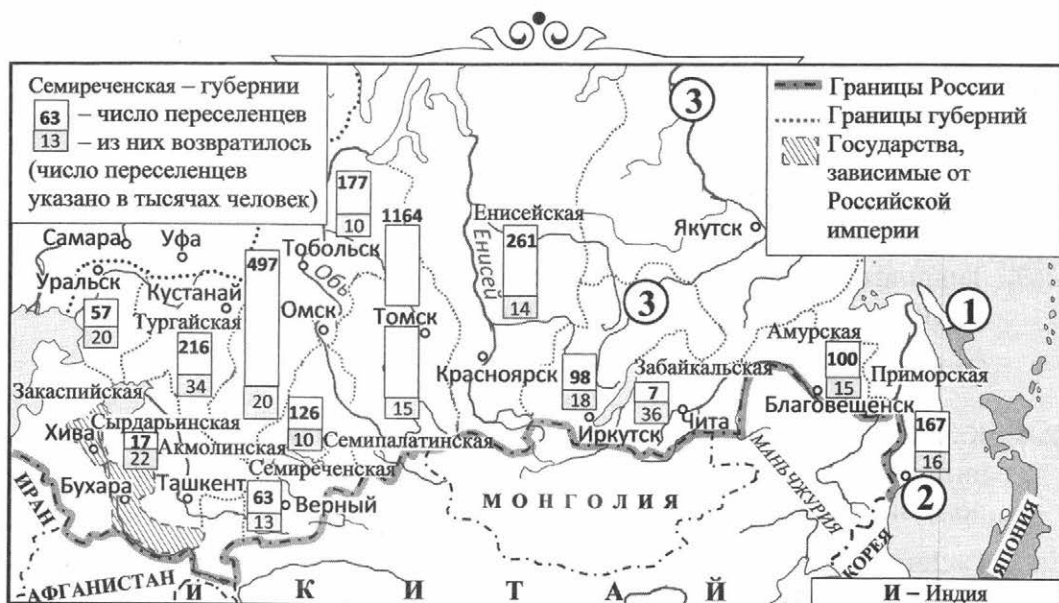 Семиреченская – губернии
63 – число переселенцев
13 – из них возвратилось
(число переселенцев
указано в тысячах человек)
Границы России
Границы губерний
Государства,
зависимые от
Российской
империи
3
177
10
1164
Енисейская
261
14
Енисей
Якутск
Самара
Уфа
Тобольск
Обь
497
20
Уральск
Кустанай
57
20
Тургайская
216
34
Омск
Томск
15
3
1
Красноярск
98
18
Забайкальская
7
36
Амурская
100
15
Приморская
Благовещенск
167
16
Закаспийская
Хива
Сырдарьинская
17
22
Акмолинская
126
10
Семипалатинская
Семиреченская
Иркутск
Чита
МАНЬЧЖУРИЯ
2
ИРАН
Бухара
Ташкент
63
13
Верный
МОНГОЛИЯ
КОРЕЯ
ЯПОНИЯ
АФГАНИСТАН
И
КИТАЙ
И – Индия